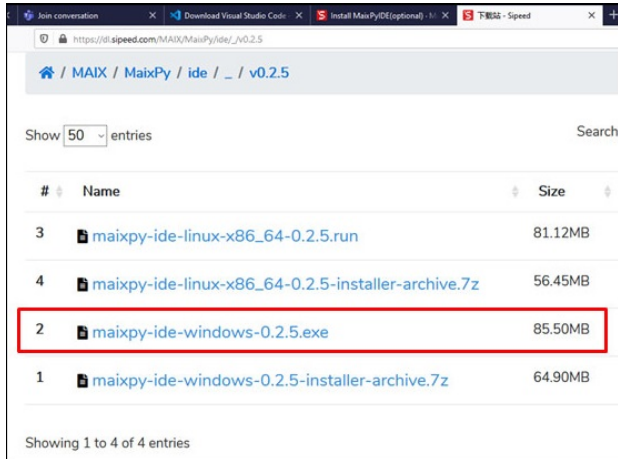 Join conversation Download Visual Studio Code Install MaixPyIDE(optional) - M 下载站 - Sipeed
https://dl.sipeed.com/MAIX/MaixPy/ide/_/v0.2.5
/ MAIX / MaixPy / ide / _ / v0.2.5
Show 50 entries Search
# Name Size
3 maixpy-ide-linux-x86_64-0.2.5.run 81.12MB
4 maixpy-ide-linux-x86_64-0.2.5-installer-archive.7z 56.45MB
2 maixpy-ide-windows-0.2.5.exe 85.50MB
1 maixpy-ide-windows-0.2.5-installer-archive.7z 64.90MB
Showing 1 to 4 of 4 entries